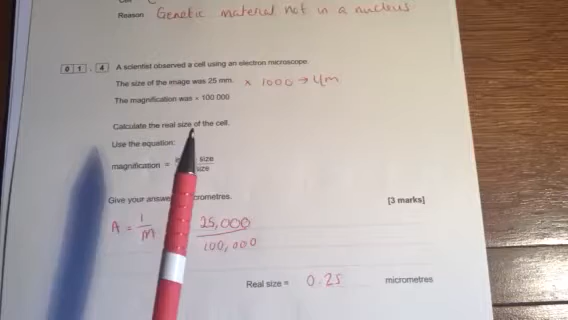 Reason Genetic material not in a nucleus
0 1 . 4 A scientist observed a cell using an electron microscope.
The size of the image was 25 mm. × 1000 → μm
The magnification was × 100 000
Calculate the real size of the cell.
Use the equation:
magnification = size
size
Give your answer micrometres. [3 marks]
A = I / M 25,000 / 100,000
Real size = 0.25 micrometres